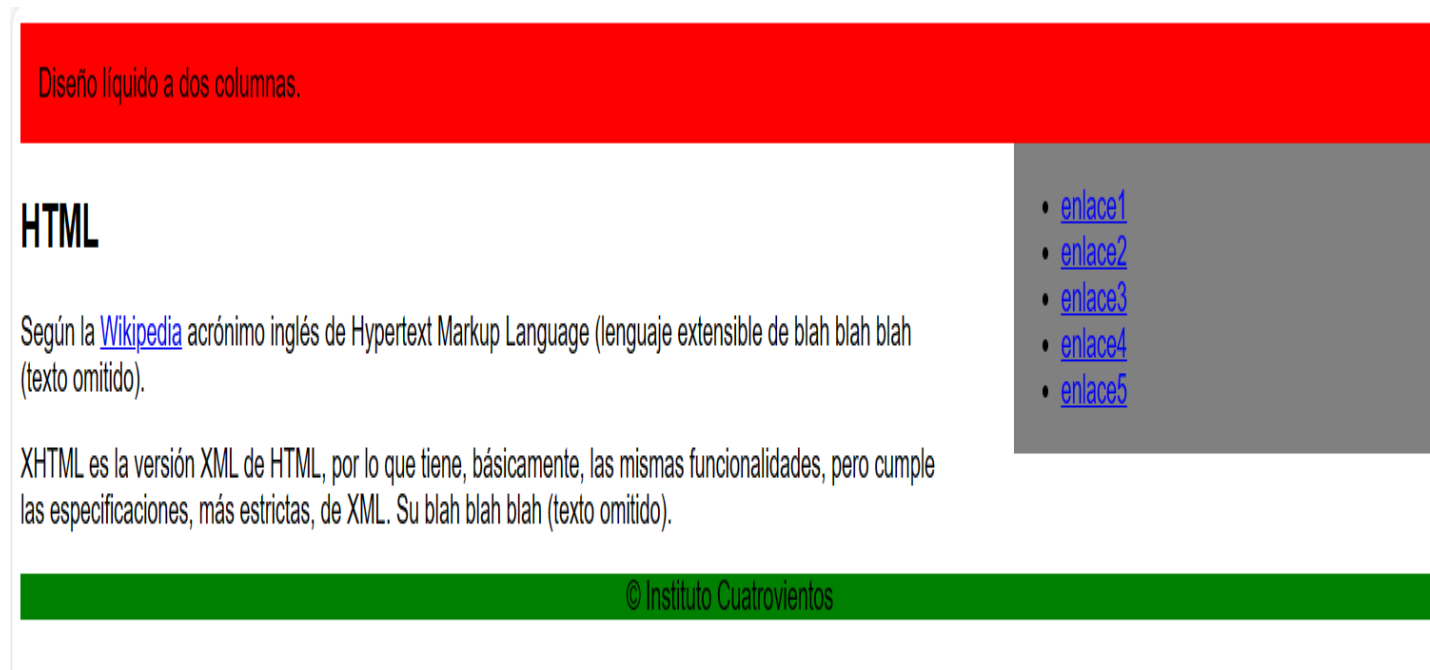 Diseño líquido a dos columnas.
HTML
Según la Wikipedia acrónimo inglés de Hypertext Markup Language (lenguaje extensible de blah blah blah
(texto omitido).
XHTML es la versión XML de HTML, por lo que tiene, básicamente, las mismas funcionalidades, pero cumple
las especificaciones, más estrictas, de XML. Su blah blah blah (texto omitido).
• enlace1
• enlace2
• enlace3
• enlace4
• enlace5
© Instituto Cuatrovientos